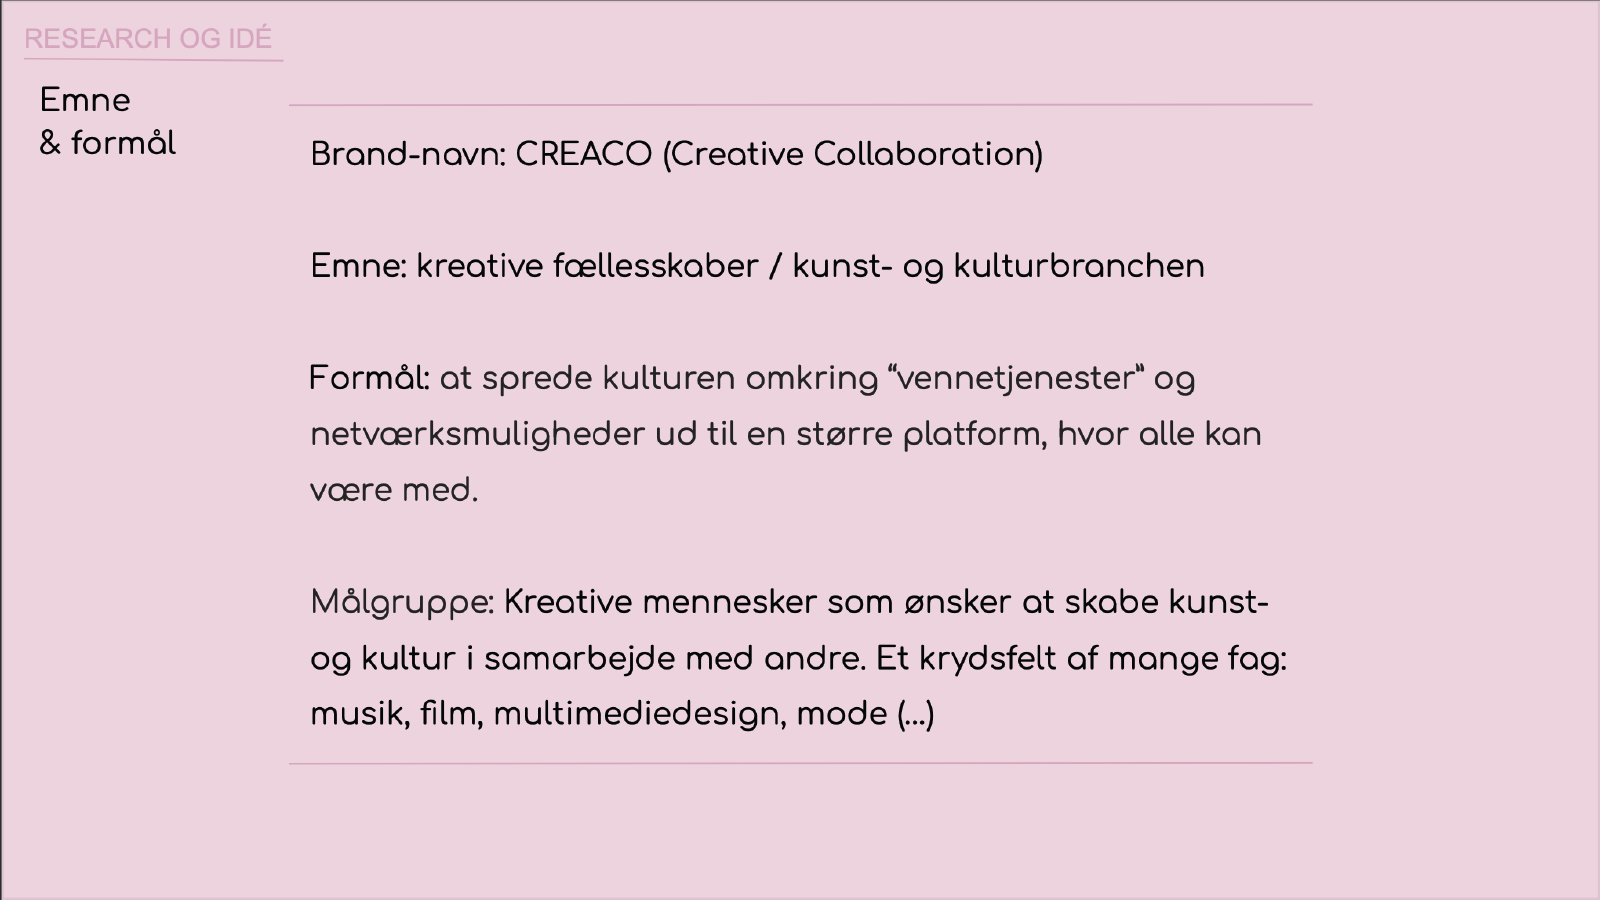 RESEARCH OG IDÉ
Emne
& formål
Brand-navn: CREACO (Creative Collaboration)
Emne: kreative fællesskaber / kunst- og kulturbranchen
Formål: at sprede kulturen omkring “vennetjenester” og
netværksmuligheder ud til en større platform, hvor alle kan
være med.
Målgruppe: Kreative mennesker som ønsker at skabe kunst-
og kultur i samarbejde med andre. Et krydsfelt af mange fag:
musik, film, multimediedesign, mode (...)